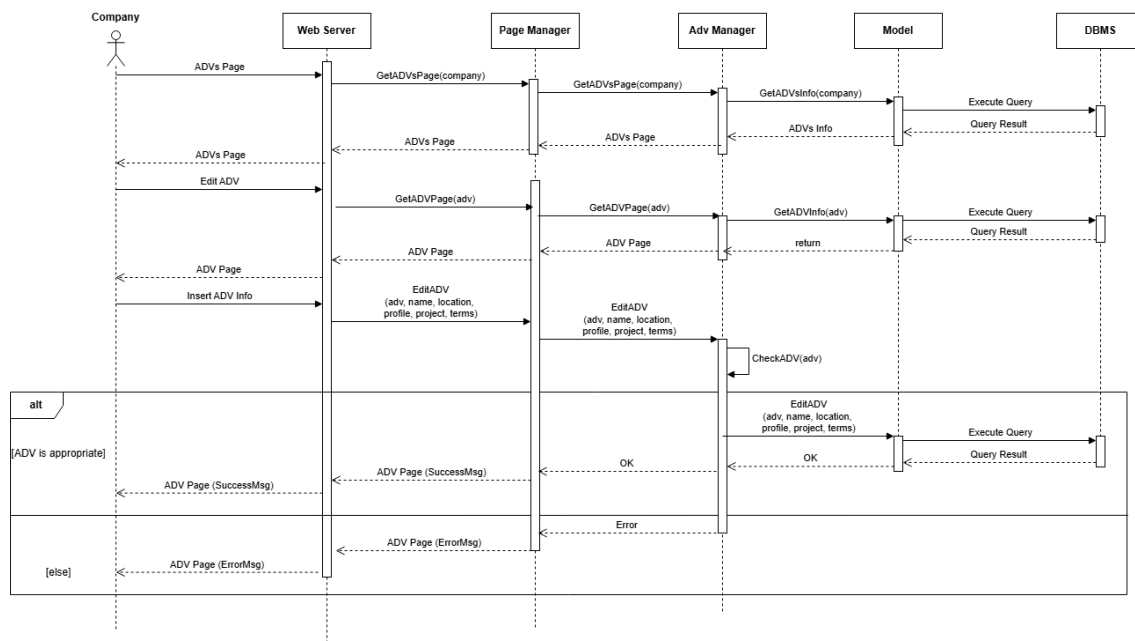 Company
Web Server
Page Manager
Adv Manager
Model
DBMS
ADVs Page
GetADVsPage(company)
GetADVsPage(company)
GetADVsInfo(company)
Execute Query
Query Result
ADVs Info
ADVs Page
ADVs Page
ADVs Page
Edit ADV
GetADVPage(adv)
GetADVPage(adv)
GetADVInfo(adv)
Execute Query
Query Result
return
ADV Page
ADV Page
ADV Page
Insert ADV Info
EditADV
(adv, name, location,
profile, project, terms)
EditADV
(adv, name, location,
profile, project, terms)
CheckADV(adv)
alt
[ADV is appropriate]
EditADV
(adv, name, location,
profile, project, terms)
Execute Query
Query Result
OK
OK
ADV Page (SuccessMsg)
ADV Page (SuccessMsg)
Error
ADV Page (ErrorMsg)
ADV Page (ErrorMsg)
[else]